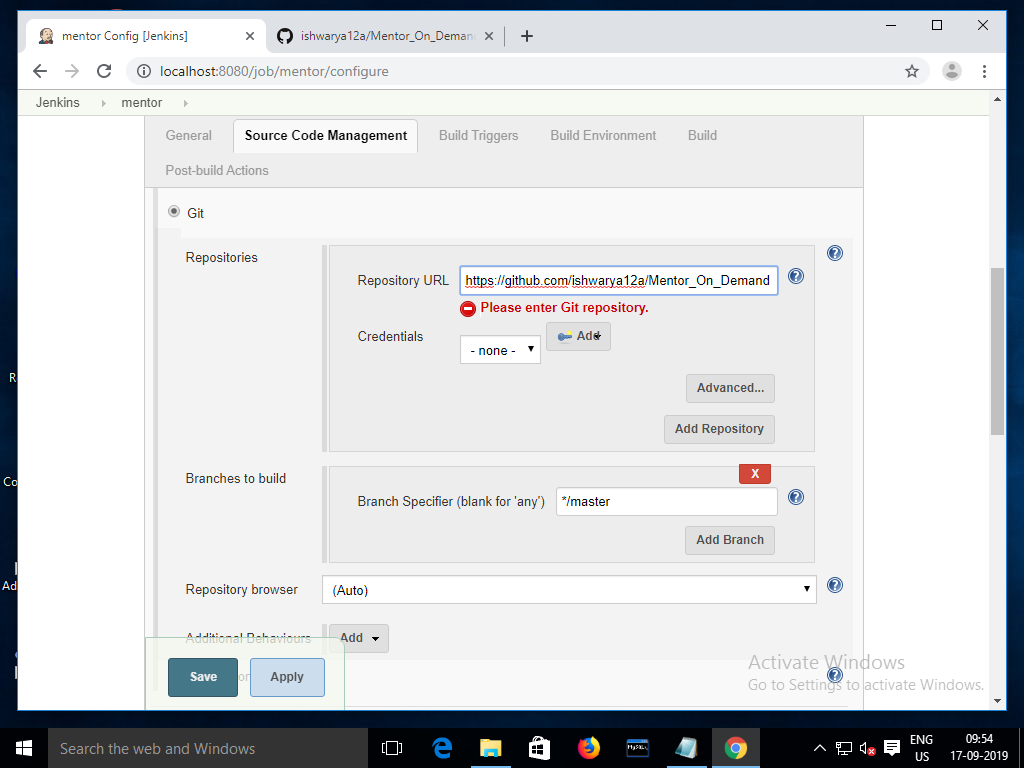 mentor Config [Jenkins]
ishwarya12a/Mentor_On_Deman
localhost:8080/job/mentor/configure
Jenkins
mentor
General
Source Code Management
Build Triggers
Build Environment
Build
Post-build Actions
Git
Repositories
Repository URL
https://github.com/ishwarya12a/Mentor_On_Demand
Please enter Git repository.
Credentials
- none -
Add
Advanced...
Add Repository
Branches to build
X
Branch Specifier (blank for 'any')
*/master
Add Branch
Repository browser
(Auto)
Additional Behaviours
Add
Save
Apply
Activate Windows
Go to Settings to activate Windows.
R
Co
Ad
Search the web and Windows
MySQL
ENG
US
09:54
17-09-2019